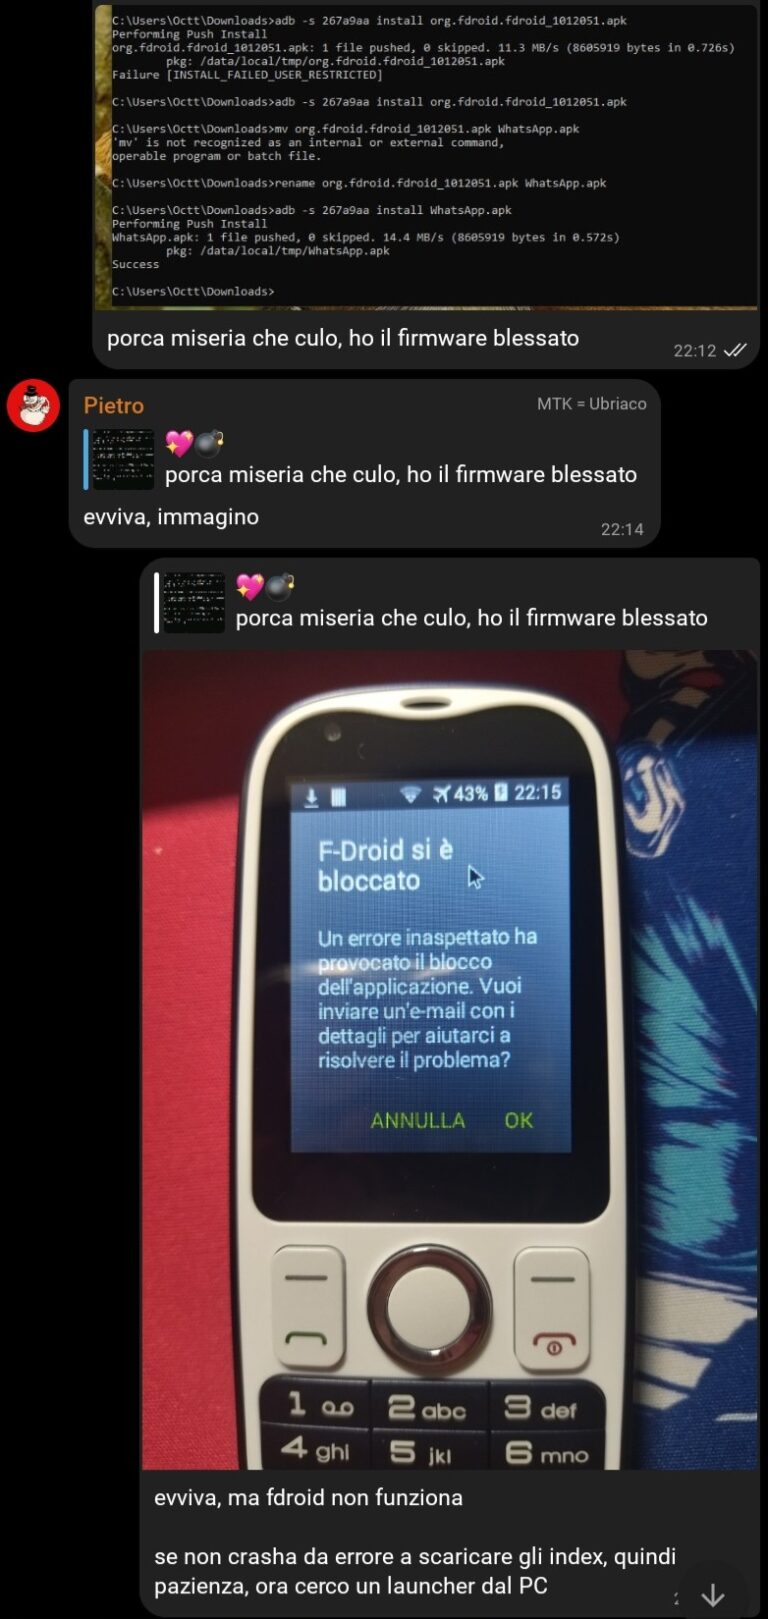 C:\Users\Octt\Downloads>adb -s 267a9aa install org.fdroid.fdroid_1012051.apk
Performing Push Install
org.fdroid.fdroid_1012051.apk: 1 file pushed, 0 skipped. 11.3 MB/s (8605919 bytes in 0.726s)
pkg: /data/local/tmp/org.fdroid.fdroid_1012051.apk
Failure [INSTALL_FAILED_USER_RESTRICTED]
C:\Users\Octt\Downloads>adb -s 267a9aa install org.fdroid.fdroid_1012051.apk
C:\Users\Octt\Downloads>mv org.fdroid.fdroid_1012051.apk WhatsApp.apk
'mv' is not recognized as an internal or external command,
operable program or batch file.
C:\Users\Octt\Downloads>rename org.fdroid.fdroid_1012051.apk WhatsApp.apk
C:\Users\Octt\Downloads>adb -s 267a9aa install WhatsApp.apk
Performing Push Install
WhatsApp.apk: 1 file pushed, 0 skipped. 14.4 MB/s (8605919 bytes in 0.572s)
pkg: /data/local/tmp/WhatsApp.apk
Success
C:\Users\Octt\Downloads>
porca miseria che culo, ho il firmware blessato
22:12
Pietro
MTK = Ubriaco
💖💣
porca miseria che culo, ho il firmware blessato
evviva, immagino
22:14
💖💣
porca miseria che culo, ho il firmware blessato
43% 22:15
F-Droid si è
bloccato
Un errore inaspettato ha
provocato il blocco
dell'applicazione. Vuoi
inviare un'e-mail con i
dettagli per aiutarci a
risolvere il problema?
ANNULLA OK
1 2 abc 3 def
4 ghi 5 jkl 6 mno
evviva, ma fdroid non funziona
se non crasha da errore a scaricare gli index, quindi
pazienza, ora cerco un launcher dal PC